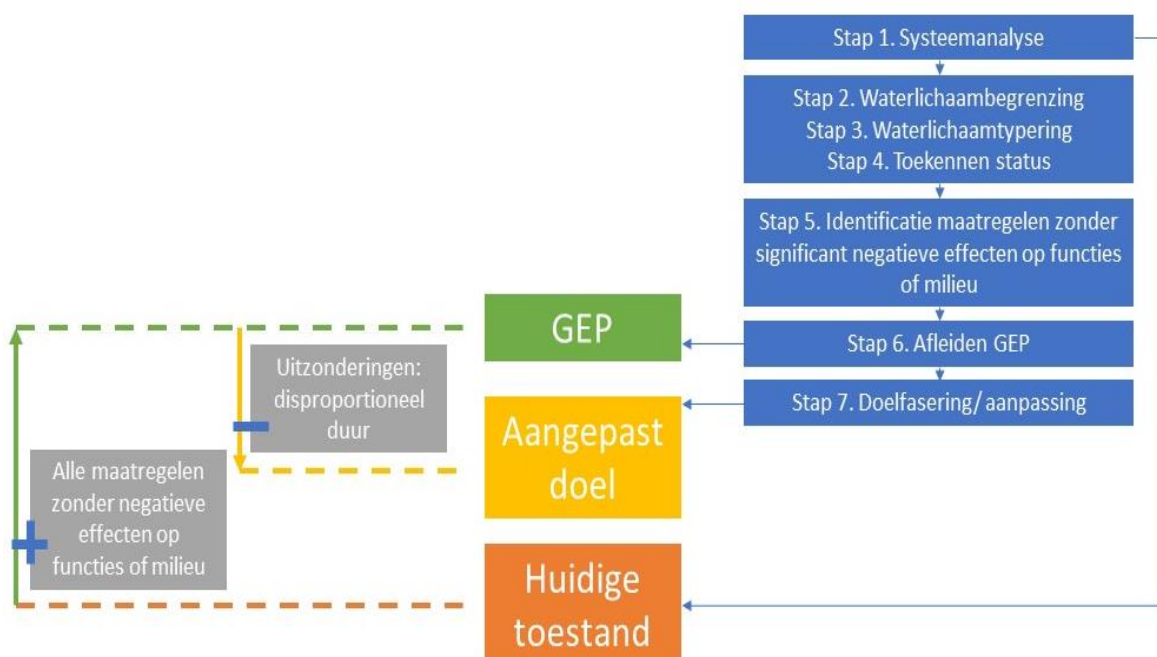 Stap 1. Systeemanalyse
Stap 2. Waterlichaambegrenzing
Stap 3. Waterlichaamtypering
Stap 4. Toekennen status
Stap 5. Identificatie maatregelen zonder
significant negatieve effecten op functies
of milieu
Stap 6. Afleiden GEP
Stap 7. Doelfasering/ aanpassing
GEP
Aangepast
doel
Huidige
toestand
Uitzonderingen:
disproportioneel
duur
Alle maatregelen
zonder negatieve
effecten op
functies of milieu